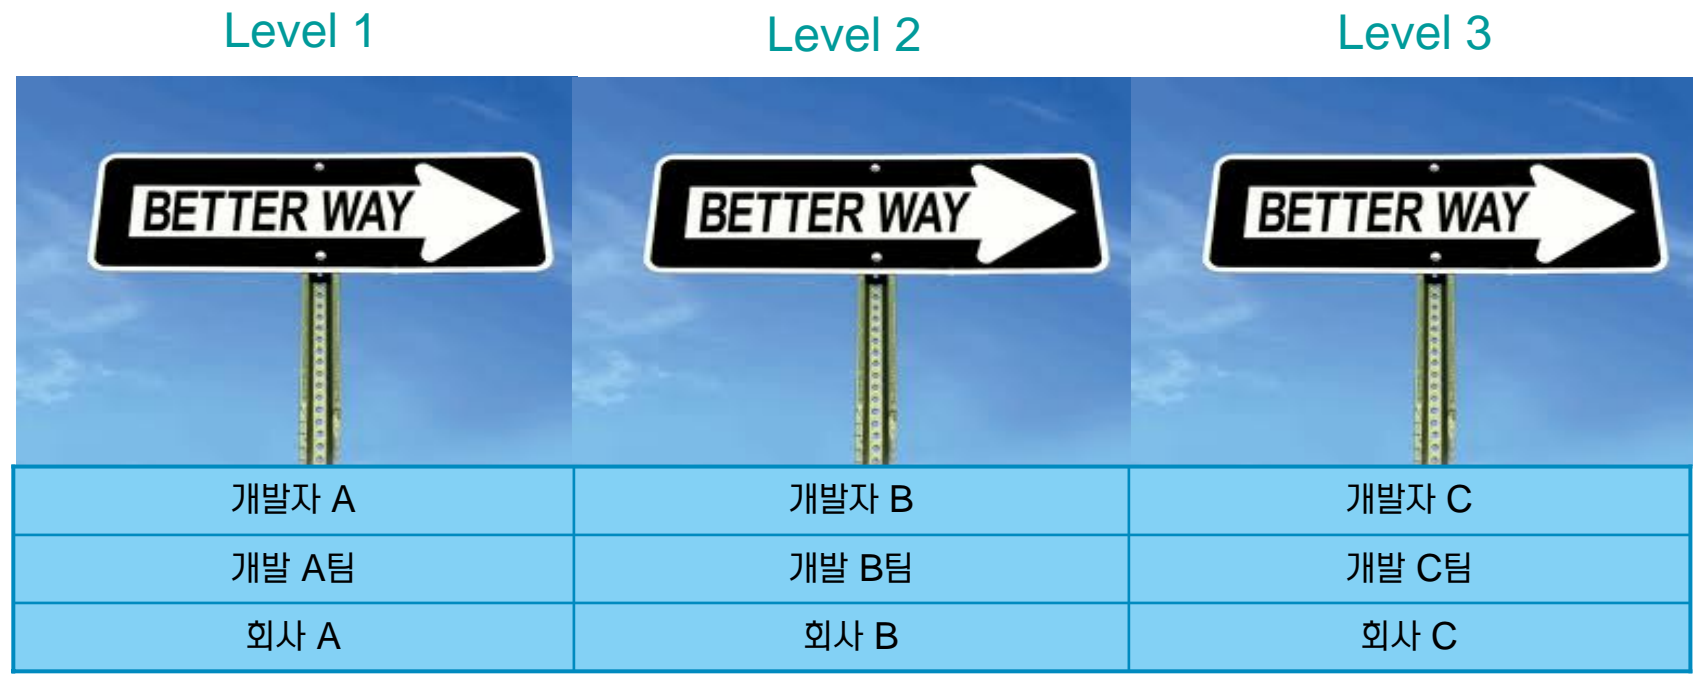 Level 1 Level 2 Level 3
BETTER WAY BETTER WAY BETTER WAY
개발자 A 개발자 B 개발자 C
개발 A팀 개발 B팀 개발 C팀
회사 A 회사 B 회사 C